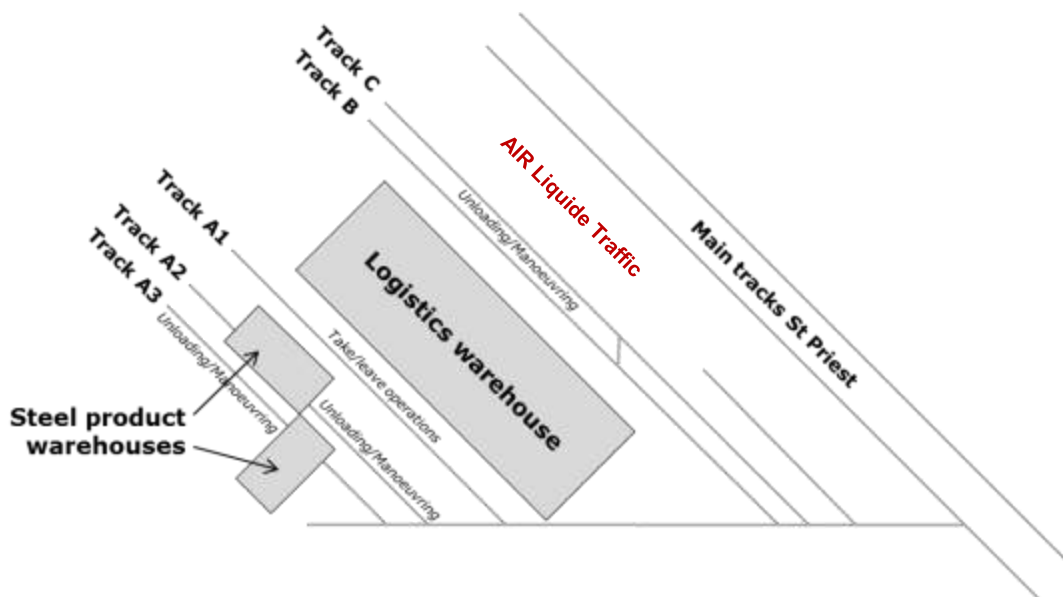 Track C
Track B
AIR Liquide Traffic
Unloading/Manoeuvring
Main tracks St Priest
Track A1
Track A2
Track A3
Logistics warehouse
Take/leave operations
Unloading/Manoeuvring
Unloading/Manoeuvring
Steel product
warehouses